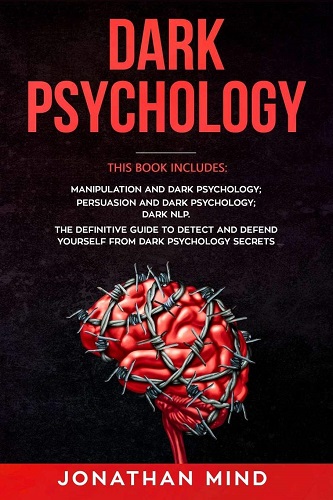 DARK
PSYCHOLOGY
THIS BOOK INCLUDES:
MANIPULATION AND DARK PSYCHOLOGY;
PERSUASION AND DARK PSYCHOLOGY;
DARK NLP.
THE DEFINITIVE GUIDE TO DETECT AND DEFEND
YOURSELF FROM DARK PSYCHOLOGY SECRETS
JONATHAN MIND